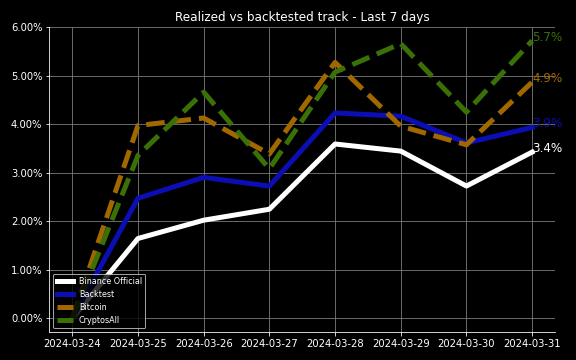 Realized vs backtested track - Last 7 days
6.00%
5.00%
4.00%
3.00%
2.00%
1.00%
0.00%
5.7%
4.9%
3.9%
3.4%
Binance Official
Backtest
Bitcoin
CryptosAll
2024-03-24 2024-03-25 2024-03-26 2024-03-27 2024-03-28 2024-03-29 2024-03-30 2024-03-31